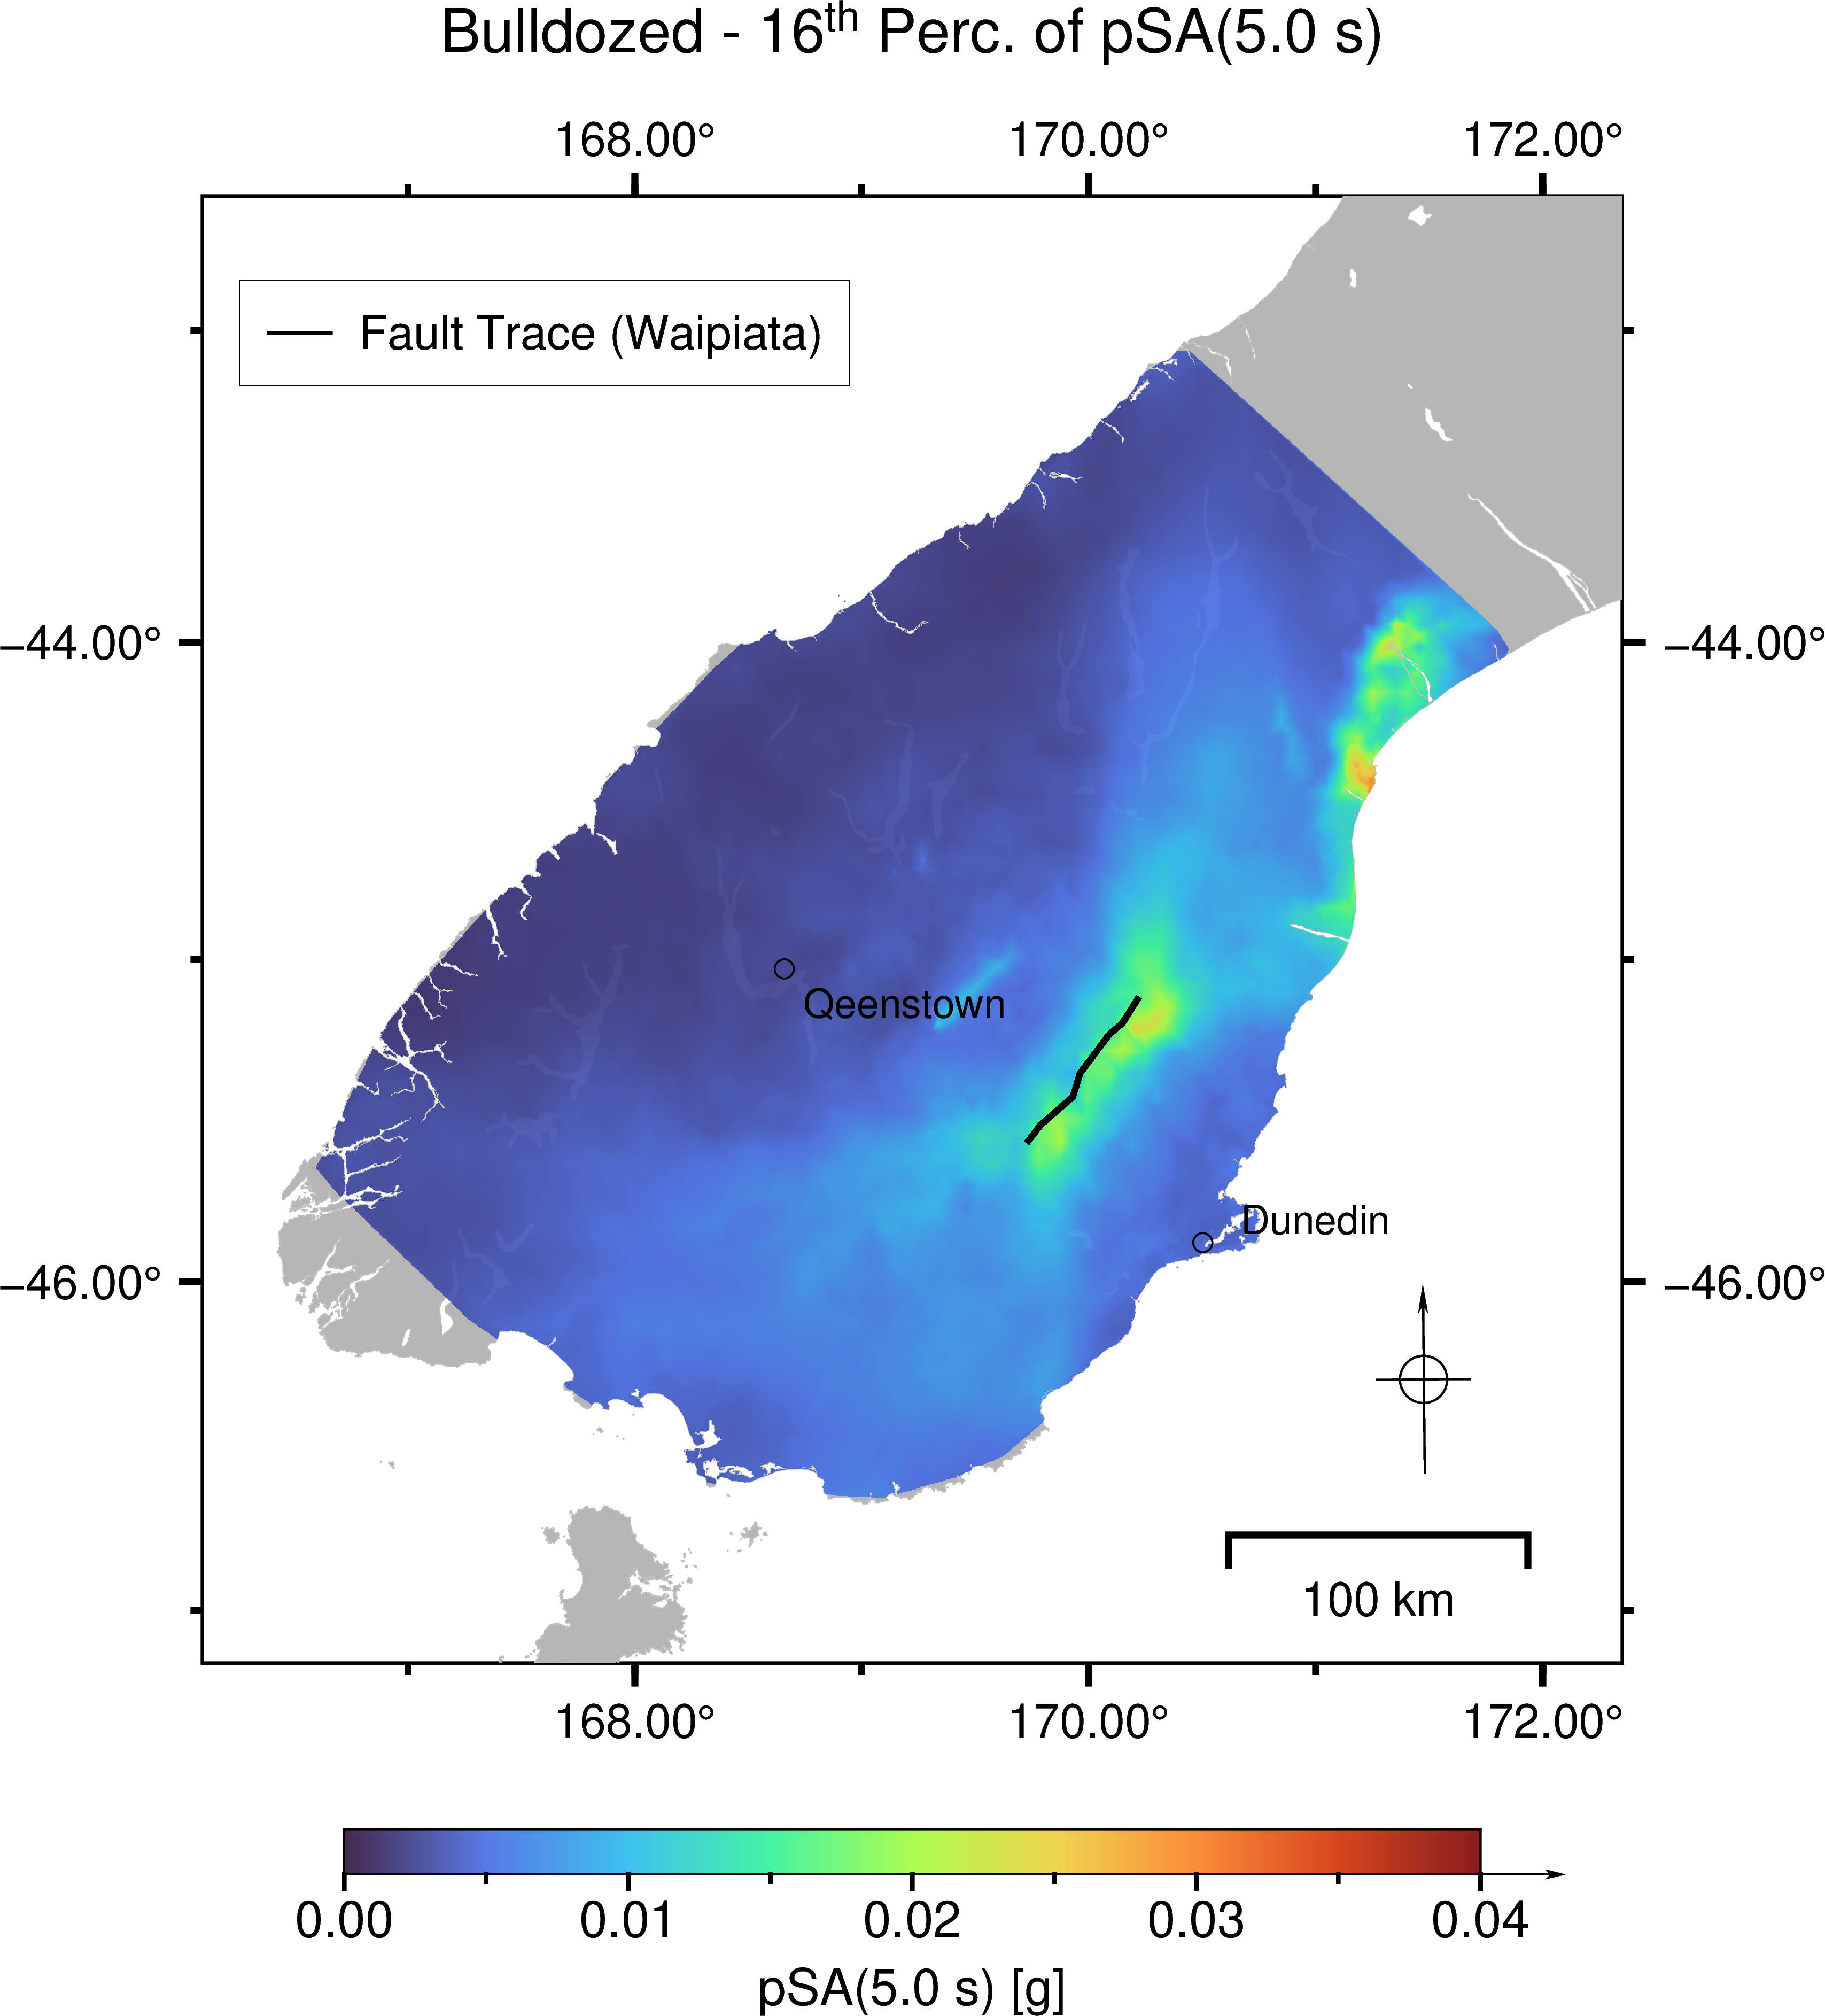 Bulldozed - 16th Perc. of pSA(5.0 s)
168.00° 170.00° 172.00°
Fault Trace (Waipiata)
−44.00° −44.00°
Qeenstown
Dunedin
−46.00° −46.00°
100 km
168.00° 170.00° 172.00°
0.00 0.01 0.02 0.03 0.04
pSA(5.0 s) [g]